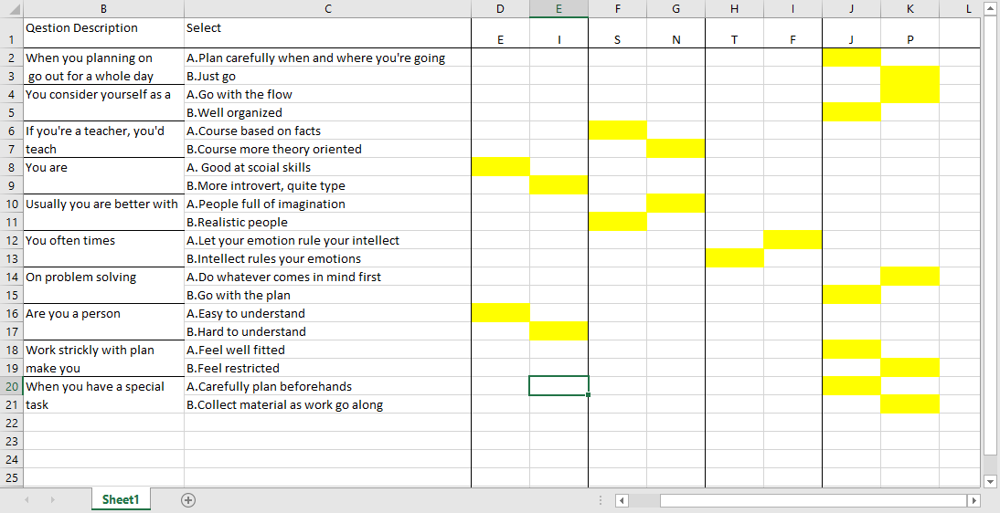 B C D E F G H I J K L
1 Qestion Description Select E I S N T F J P
2 When you planning on A.Plan carefully when and where you're going
3 go out for a whole day B.Just go
4 You consider yourself as a A.Go with the flow
5 B.Well organized
6 If you're a teacher, you'd A.Course based on facts
7 teach B.Course more theory oriented
8 You are A. Good at scoial skills
9 B.More introvert, quite type
10 Usually you are better with A.People full of imagination
11 B.Realistic people
12 You often times A.Let your emotion rule your intellect
13 B.Intellect rules your emotions
14 On problem solving A.Do whatever comes in mind first
15 B.Go with the plan
16 Are you a person A.Easy to understand
17 B.Hard to understand
18 Work strickly with plan A.Feel well fitted
19 make you B.Feel restricted
20 When you have a special A.Carefully plan beforehands
21 task B.Collect material as work go along
22
23
24
25
Sheet1